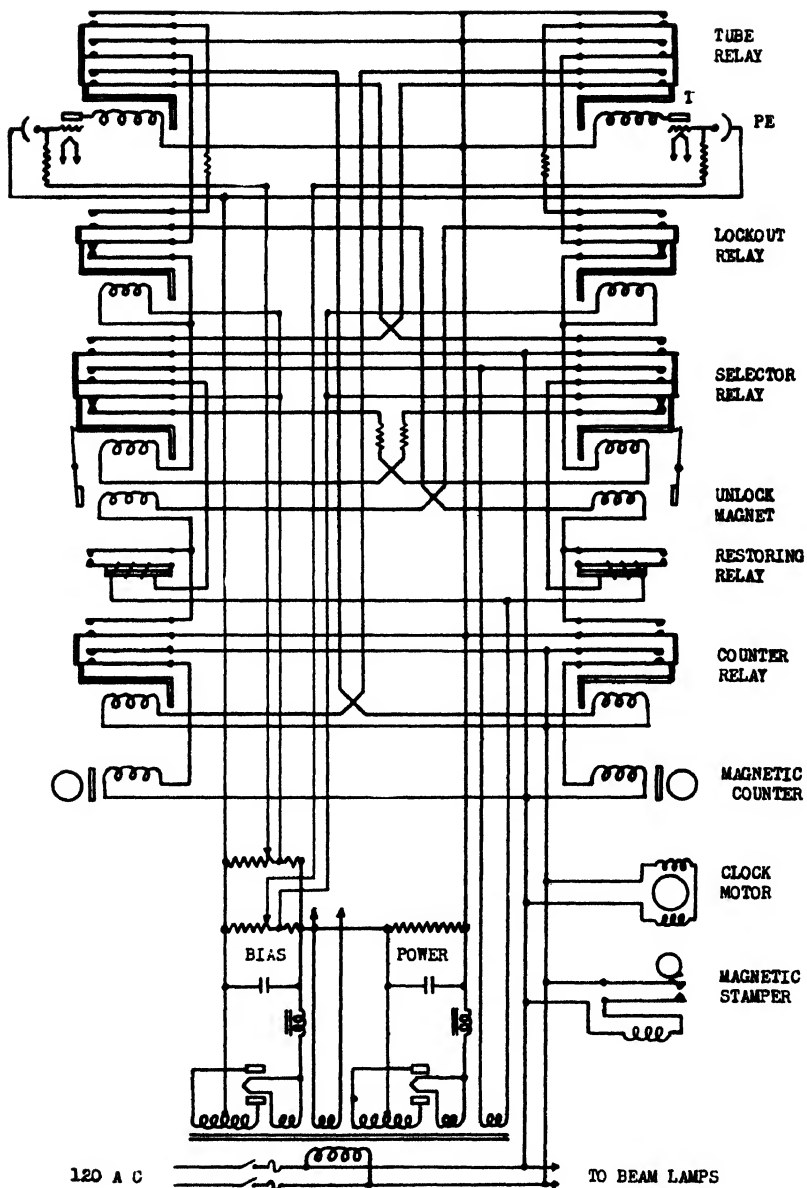 TUBE
RELAY
T
PE
LOCKOUT
RELAY
SELECTOR
RELAY
UNLOCK
MAGNET
RESTORING
RELAY
COUNTER
RELAY
MAGNETIC
COUNTER
CLOCK
MOTOR
BIAS
POWER
MAGNETIC
STAMPER
120 A C
TO BEAM LAMPS